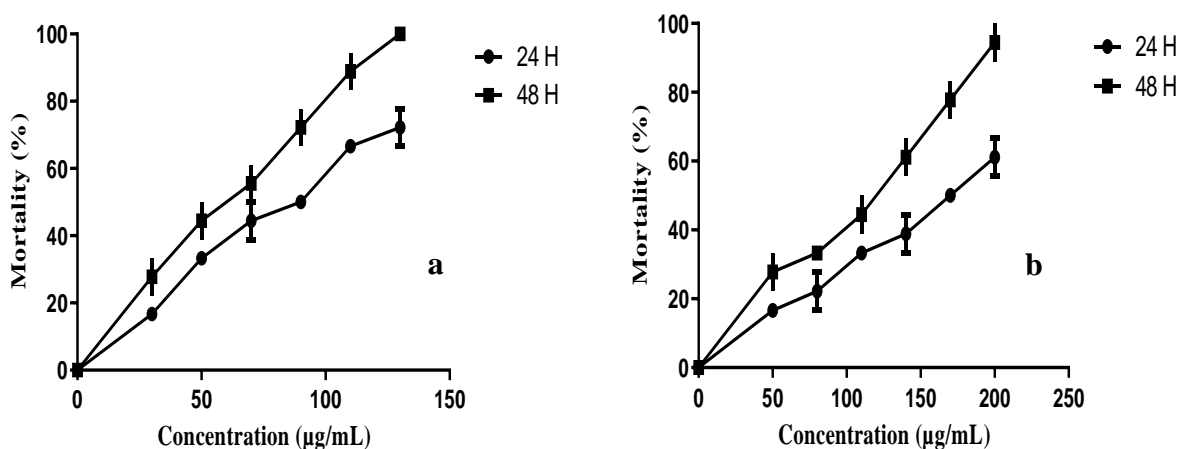 100
80
60
40
20
0
Mortality (%)
0 50 100 150
Concentration (µg/mL)
24 H
48 H
a
100
80
60
40
20
0
Mortality (%)
0 50 100 150 200 250
Concentration (µg/mL)
24 H
48 H
b